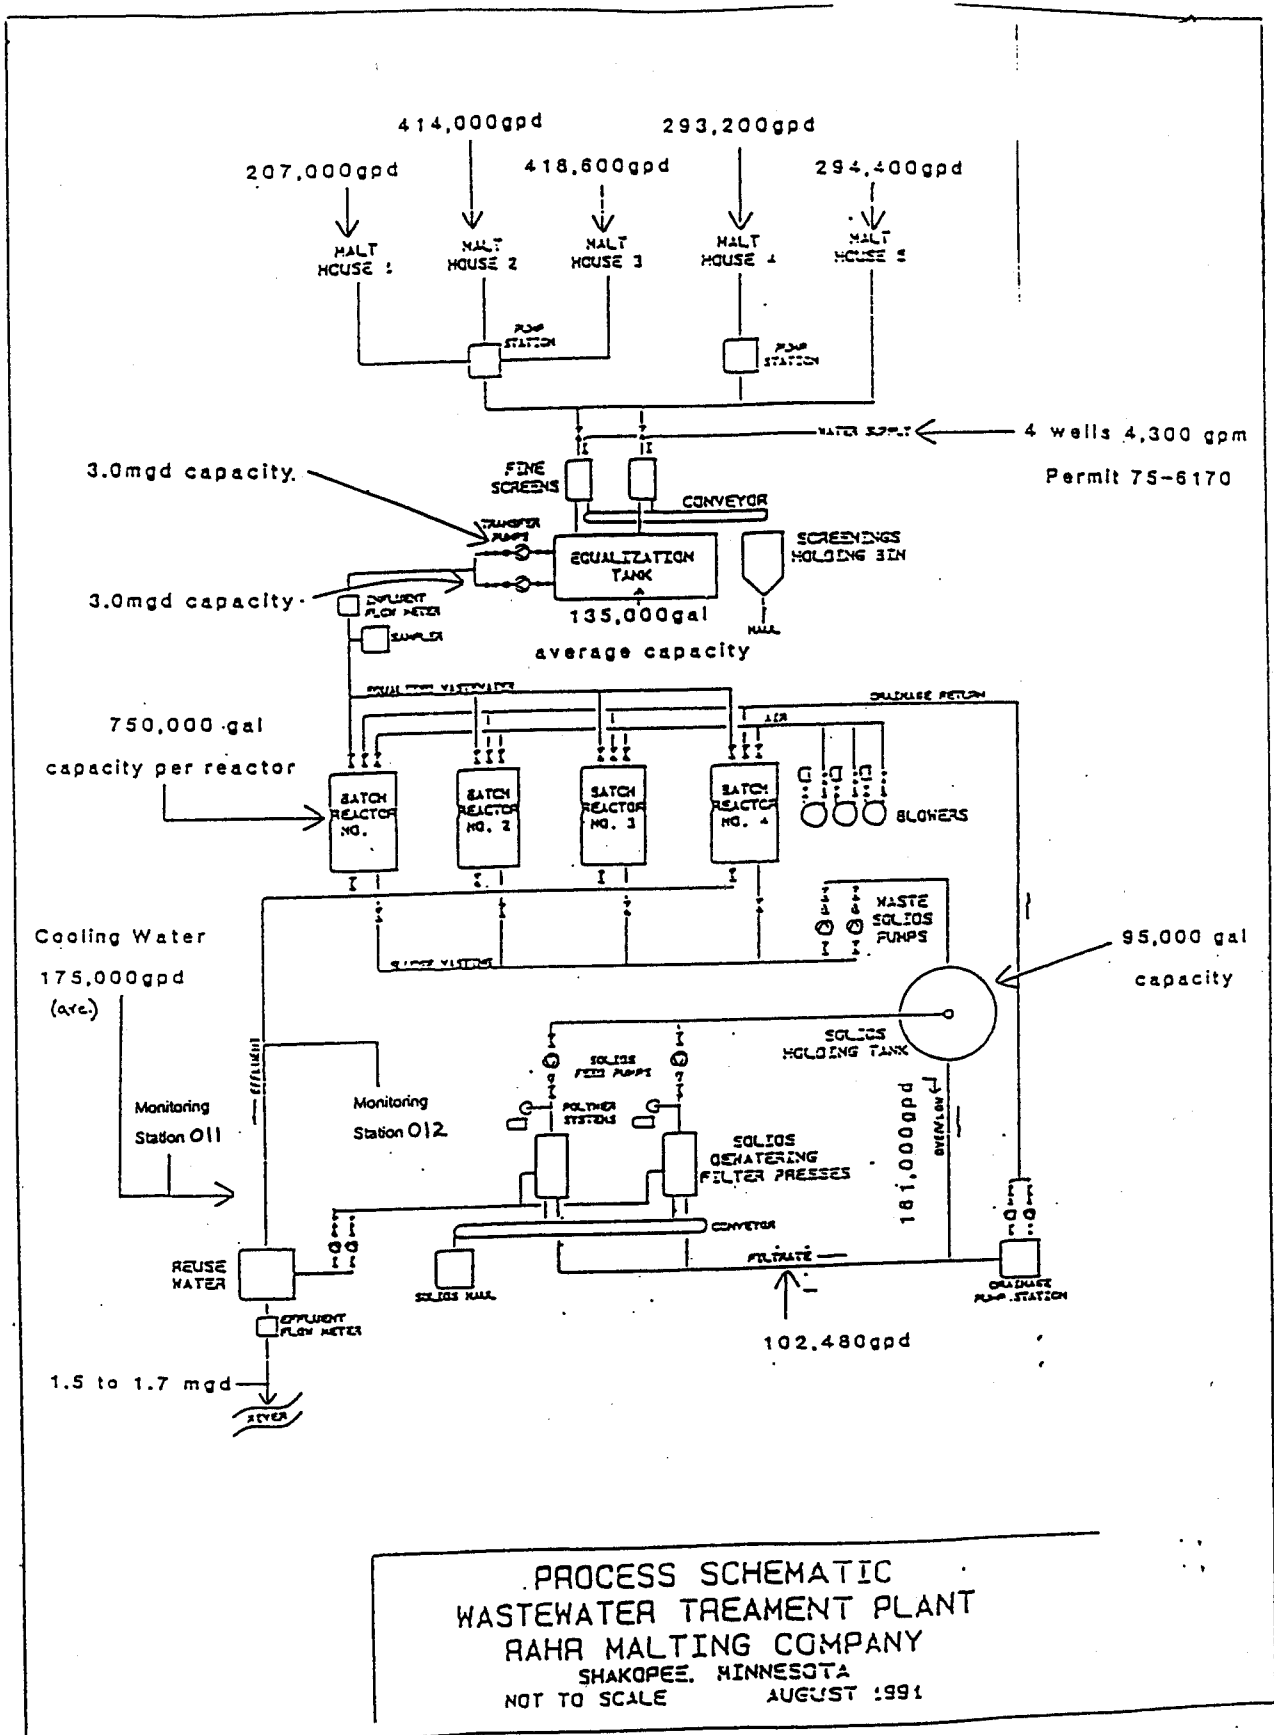 414,000gpd
293,200gpd
207,000gpd
418,600gpd
294,400gpd
MALT
HOUSE 1
MALT
HOUSE 2
MALT
HOUSE 3
MALT
HOUSE 4
MALT
HOUSE 5
PUMP
STATION
PUMP
STATION
WATER SUPPLY
4 wells 4,300 gpm
Permit 75-6170
3.0mgd capacity.
FINE
SCREENS
CONVEYOR
TRANSFER
PUMPS
EQUALIZATION
TANK
SCREENINGS
HOLDING BIN
3.0mgd capacity
INFLUENT
FLOW METER
135,000gal
average capacity
HAUL
SAMPLER
EQUALIZED WASTEWATER
DRAINAGE RETURN
AIR
750,000 gal
capacity per reactor
BATCH
REACTOR
NO.
BATCH
REACTOR
NO. 2
BATCH
REACTOR
NO. 3
BATCH
REACTOR
NO. 4
BLOWERS
WASTE
SOLIDS
PUMPS
Cooling Water
175,000gpd
(ave.)
95,000 gal
capacity
SOLIDS
HOLDING TANK
EFFLUENT
SOLIDS
FEED PUMPS
Monitoring
Station 011
Monitoring
Station 012
POLYMER
SYSTEMS
181,000gpd
OVERFLOW
SOLIDS
DEWATERING
FILTER PRESSES
CONVEYOR
REUSE
WATER
SOLIDS HAUL
FILTRATE
DRAINAGE
PUMP STATION
EFFLUENT
FLOW METER
102,480gpd
1.5 to 1.7 mgd
RIVER
PROCESS SCHEMATIC
WASTEWATER TREAMENT PLANT
RAHR MALTING COMPANY
SHAKOPEE, MINNESOTA
NOT TO SCALE AUGUST 1991